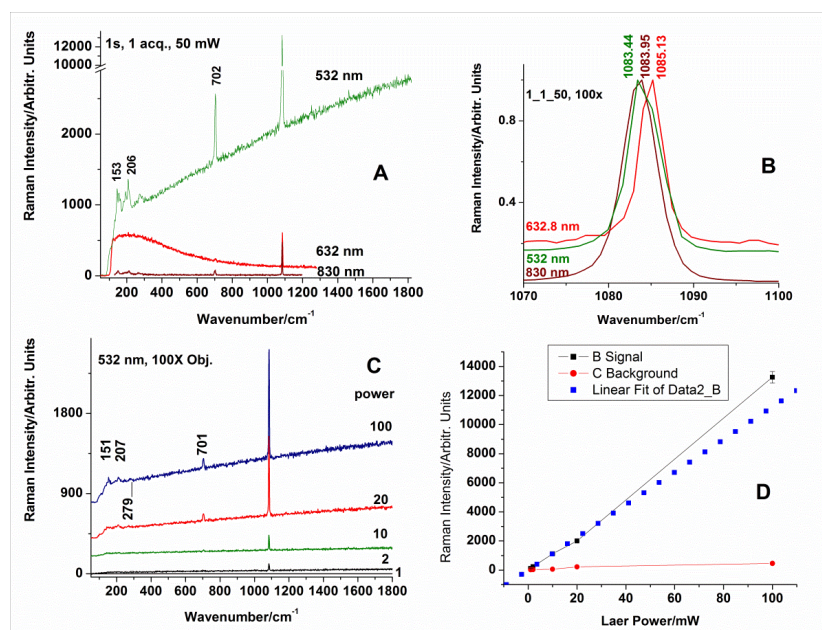 1s, 1 acq., 50 mW
12000
10000
2000
1000
0
Raman Intensity/Arbitr. Units
532 nm
702
153
206
A
632 nm
830 nm
200 400 600 800 1000 1200 1400 1600 1800
Wavenumber/cm-1
1083.44
1083.95
1085.13
1_1_50, 100x
0.8
0.4
Raman Intensity/Arbitr. Units
B
632.8 nm
532 nm
830 nm
1070 1080 1090 1100
Wavenumber/cm-1
532 nm, 100X Obj.
C
power
1800
900
0
Raman Intensity/Arbitr. Units
151
207
279
701
100
20
10
2
1
200 400 600 800 1000 1200 1400 1600 1800
Wavenumber/cm-1
B Signal
C Background
Linear Fit of Data2_B
14000
12000
10000
8000
6000
4000
2000
0
Raman Intensity/Arbitr. Units
D
0 20 40 60 80 100
Laer Power/mW